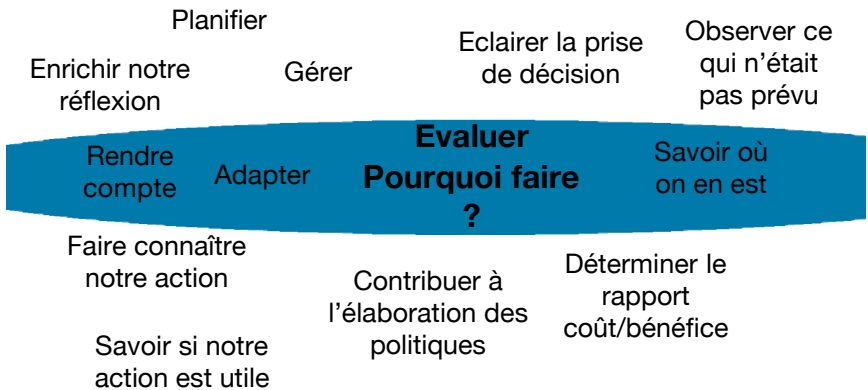 Planifier
Enrichir notre
réflexion
Gérer
Eclairer la prise
de décision
Observer ce
qui n’était
pas prévu
Rendre
compte
Adapter
Evaluer
Pourquoi faire
?
Savoir où
on en est
Faire connaître
notre action
Contribuer à
l’élaboration des
politiques
Déterminer le
rapport
coût/bénéfice
Savoir si notre
action est utile